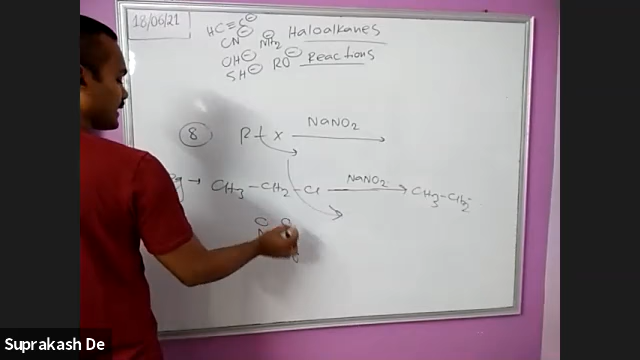 18/06/21
HC≡C⊖ Haloalkanes
CN⊖ NH₂⊖
OH⊖ RO⊖ Reactions
SH⊖
⑧ R + X NaNO₂ →
eg → CH₃ - CH₂ - Cl NaNO₂ → CH₃-CH₂-
Suprakash De